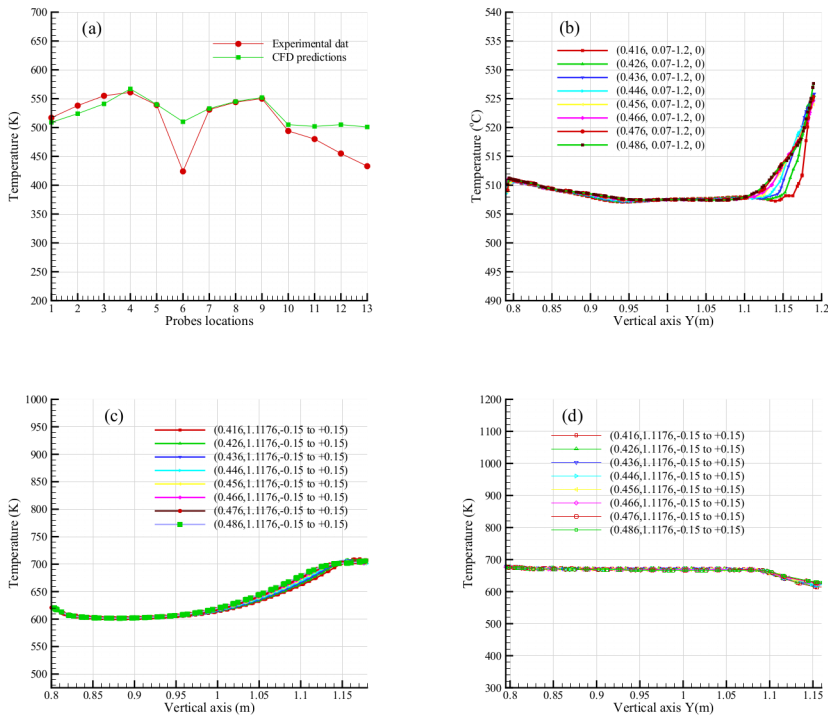 (a)
700
650
600
550
500
450
400
350
300
250
200
Temperature (K)
Experimental dat
CFD predictions
1 2 3 4 5 6 7 8 9 10 11 12 13
Probes locations
(b)
540
535
530
525
520
515
510
505
500
495
490
Temperature (°C)
(0.416, 0.07-1.2, 0)
(0.426, 0.07-1.2, 0)
(0.436, 0.07-1.2, 0)
(0.446, 0.07-1.2, 0)
(0.456, 0.07-1.2, 0)
(0.466, 0.07-1.2, 0)
(0.476, 0.07-1.2, 0)
(0.486, 0.07-1.2, 0)
0.8 0.85 0.9 0.95 1 1.05 1.1 1.15 1.2
Vertical axis Y(m)
(c)
1000
950
900
850
800
750
700
650
600
550
500
Temperature (K)
(0.416,1.1176,-0.15 to +0.15)
(0.426,1.1176,-0.15 to +0.15)
(0.436,1.1176,-0.15 to +0.15)
(0.446,1.1176,-0.15 to +0.15)
(0.456,1.1176,-0.15 to +0.15)
(0.466,1.1176,-0.15 to +0.15)
(0.476,1.1176,-0.15 to +0.15)
(0.486,1.1176,-0.15 to +0.15)
0.8 0.85 0.9 0.95 1 1.05 1.1 1.15
Vertical axis (m)
(d)
1200
1100
1000
900
800
700
600
500
400
300
Temperature (K)
(0.416,1.1176,-0.15 to +0.15)
(0.426,1.1176,-0.15 to +0.15)
(0.436,1.1176,-0.15 to +0.15)
(0.446,1.1176,-0.15 to +0.15)
(0.456,1.1176,-0.15 to +0.15)
(0.466,1.1176,-0.15 to +0.15)
(0.476,1.1176,-0.15 to +0.15)
(0.486,1.1176,-0.15 to +0.15)
0.8 0.85 0.9 0.95 1 1.05 1.1 1.15
Vertical axis Y(m)